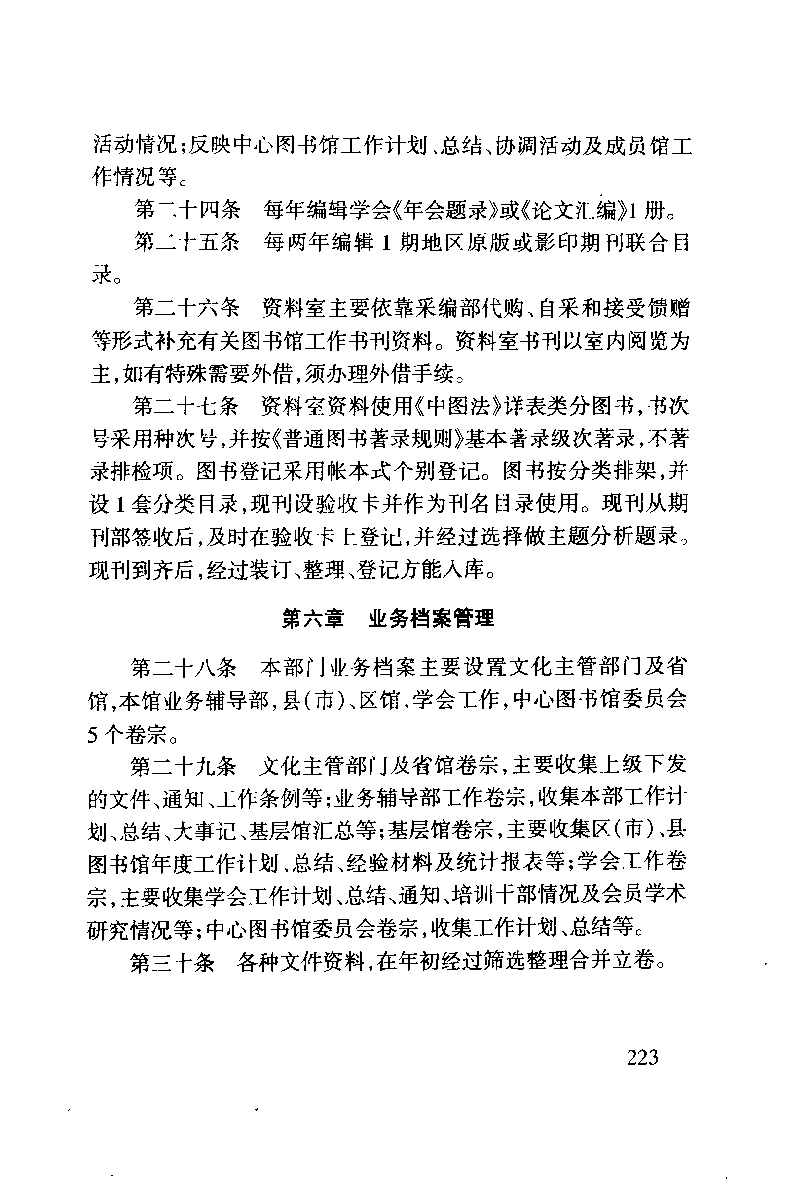 活动情况;反映中心图书馆工作计划、总结、协调活动及成员馆工
作情况等。
第二十四条　每年编辑学会《年会题录》或《论文汇编》1册。
第二十五条　每两年编辑1期地区原版或影印期刊联合目
录。
第二十六条　资料室主要依靠采编部代购、自采和接受馈赠
等形式补充有关图书馆工作书刊资料。资料室书刊以室内阅览为
主,如有特殊需要外借,须办理外借手续。
第二十七条　资料室资料使用《中图法》详表类分图书,书次
号采用种次号,并按《普通图书著录规则》基本著录级次著录,不著
录排检项。图书登记采用帐本式个别登记。图书按分类排架,并
设1套分类目录,现刊设验收卡并作为刊名目录使用。现刊从期
刊部签收后,及时在验收卡上登记,并经过选择做主题分析题录。
现刊到齐后,经过装订、整理、登记方能入库。
第六章　业务档案管理
第二十八条　本部门业务档案主要设置文化主管部门及省
馆,本馆业务辅导部,县(市)、区馆,学会工作,中心图书馆委员会
5个卷宗。
第二十九条　文化主管部门及省馆卷宗,主要收集上级下发
的文件、通知、工作条例等;业务辅导部工作卷宗,收集本部工作计
划、总结、大事记、基层馆汇总等;基层馆卷宗,主要收集区(市)、县
图书馆年度工作计划、总结、经验材料及统计报表等;学会工作卷
宗,主要收集学会工作计划、总结、通知、培训干部情况及会员学术
研究情况等;中心图书馆委员会卷宗,收集工作计划、总结等。
第三十条　各种文件资料,在年初经过筛选整理合并立卷。
223